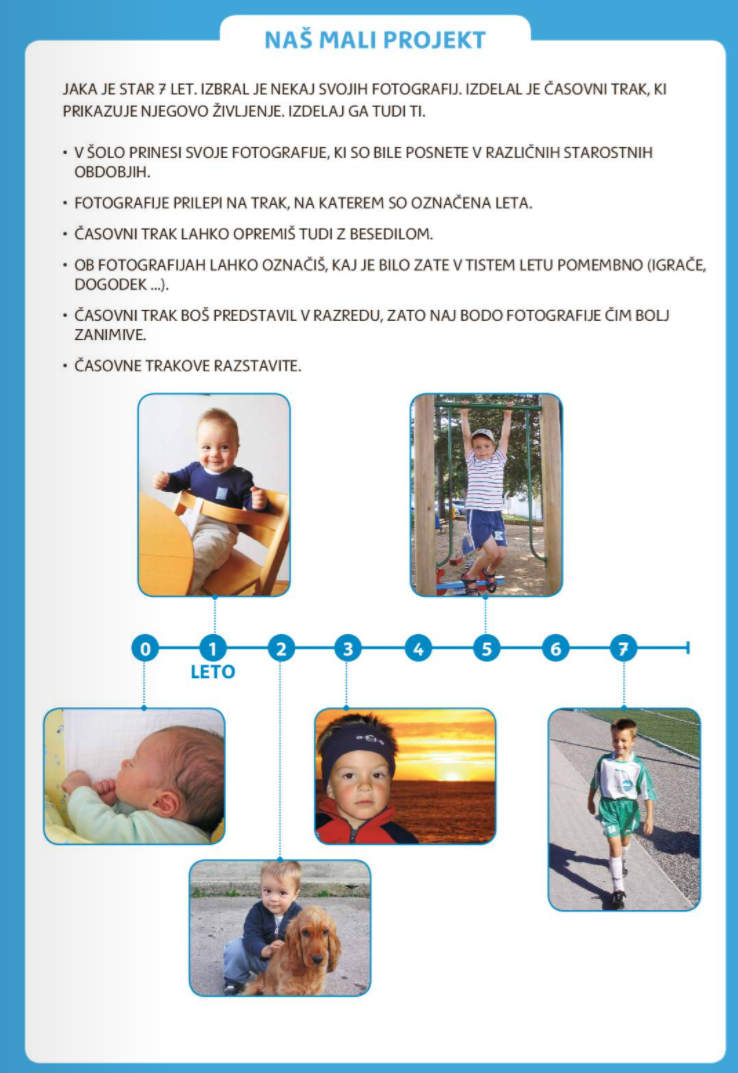 NAŠ MALI PROJEKT
JAKA JE STAR 7 LET. IZBRAL JE NEKAJ SVOJIH FOTOGRAFIJ. IZDELAL JE ČASOVNI TRAK, KI
PRIKAZUJE NJEGOVO ŽIVLJENJE. IZDELAJ GA TUDI TI.
• V ŠOLO PRINESI SVOJE FOTOGRAFIJE, KI SO BILE POSNETE V RAZLIČNIH STAROSTNIH
OBDOBJIH.
• FOTOGRAFIJE PRILEPI NA TRAK, NA KATEREM SO OZNAČENA LETA.
• ČASOVNI TRAK LAHKO OPREMIŠ TUDI Z BESEDILOM.
• OB FOTOGRAFIJAH LAHKO OZNAČIŠ, KAJ JE BILO ZATE V TISTEM LETU POMEMBNO (IGRAČE,
DOGODEK ...).
• ČASOVNI TRAK BOŠ PREDSTAVIL V RAZREDU, ZATO NAJ BODO FOTOGRAFIJE ČIM BOLJ
ZANIMIVE.
• ČASOVNE TRAKOVE RAZSTAVITE.
0 1 2 3 4 5 6 7
LETO